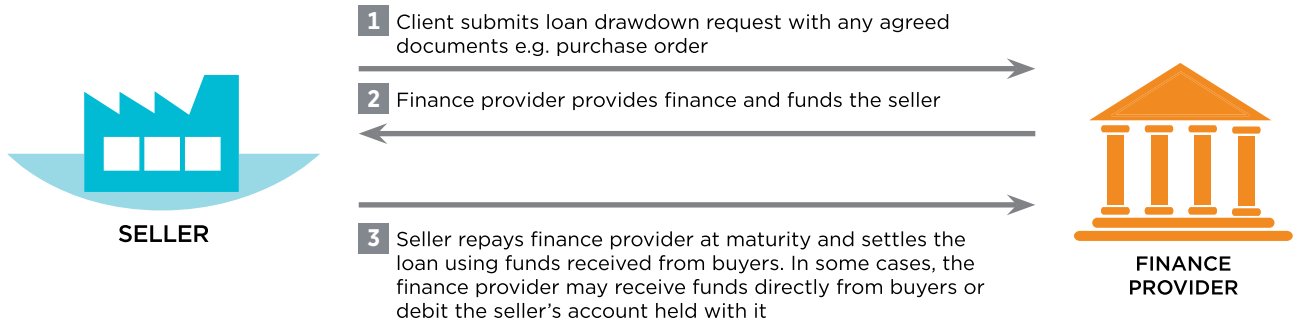 1 Client submits loan drawdown request with any agreed
documents e.g. purchase order
2 Finance provider provides finance and funds the seller
SELLER
3 Seller repays finance provider at maturity and settles the
loan using funds received from buyers. In some cases, the
finance provider may receive funds directly from buyers or
debit the seller’s account held with it
FINANCE
PROVIDER